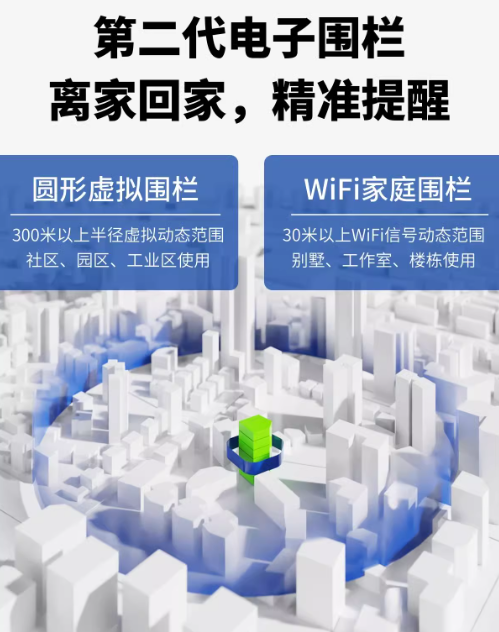 第二代电子围栏
离家回家，精准提醒
圆形虚拟围栏
300米以上半径虚拟动态范围
社区、园区、工业区使用
WiFi家庭围栏
30米以上WiFi信号动态范围
别墅、工作室、楼栋使用